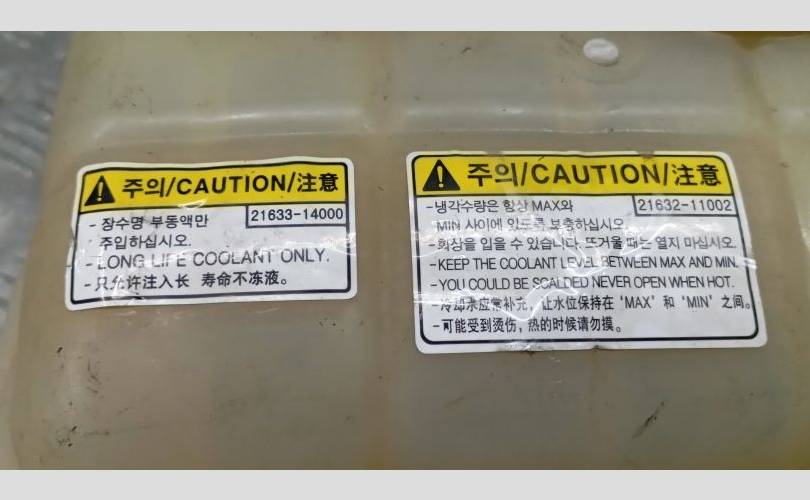 주의/CAUTION/注意
- 장수명 부동액만
21633-14000
주입하십시오.
- LONG LIFE COOLANT ONLY.
- 只允许注入长 寿命不冻液。
주의/CAUTION/注意
- 냉각수량은 항상 MAX와
21632-11002
MIN 사이에 있도록 보충하십시오
- 화상을 입을 수 있습니다. 뜨거울 때는 열지 마십시오.
- KEEP THE COOLANT LEVEL BETWEEN MAX AND MIN.
- YOU COULD BE SCALDED NEVER OPEN WHEN HOT.
- 冷却水应常补充, 让水位保持在 'MAX' 和 'MIN' 之间。
- 可能受到烫伤, 热的时候请勿摸。